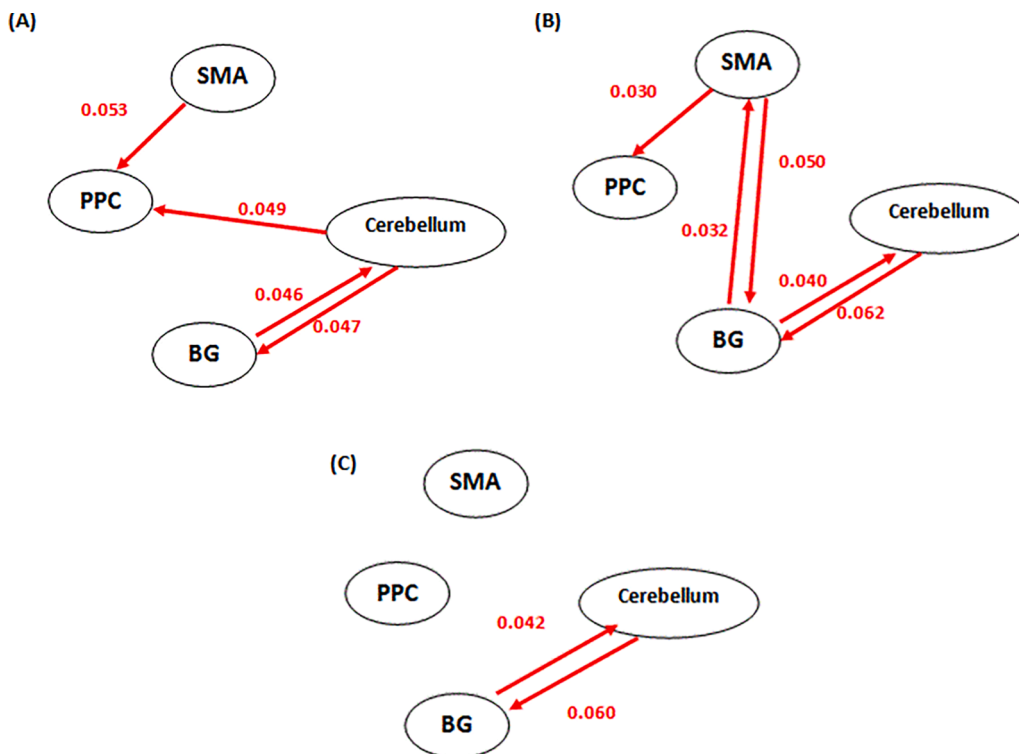 (A)
SMA
0.053
PPC
0.049
Cerebellum
0.046
0.047
BG
(B)
SMA
0.030
0.050
PPC
0.032
Cerebellum
0.040
0.062
BG
(C)
SMA
PPC
Cerebellum
0.042
0.060
BG